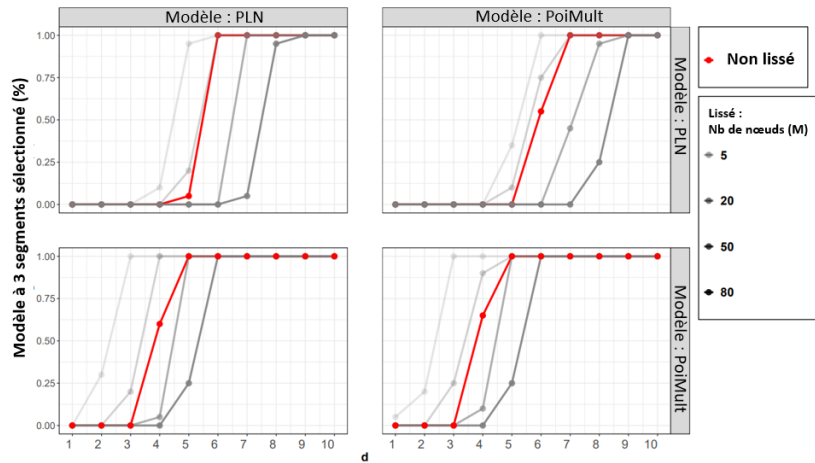 Modèle : PLN
Modèle : PoiMult
Modèle à 3 segments sélectionné (%)
1.00
0.75
0.50
0.25
0.00
Modèle : PLN
1.00
0.75
0.50
0.25
0.00
Modèle : PoiMult
1 2 3 4 5 6 7 8 9 10
1 2 3 4 5 6 7 8 9 10
d
Non lissé
Lissé :
Nb de nœuds (M)
5
20
50
80